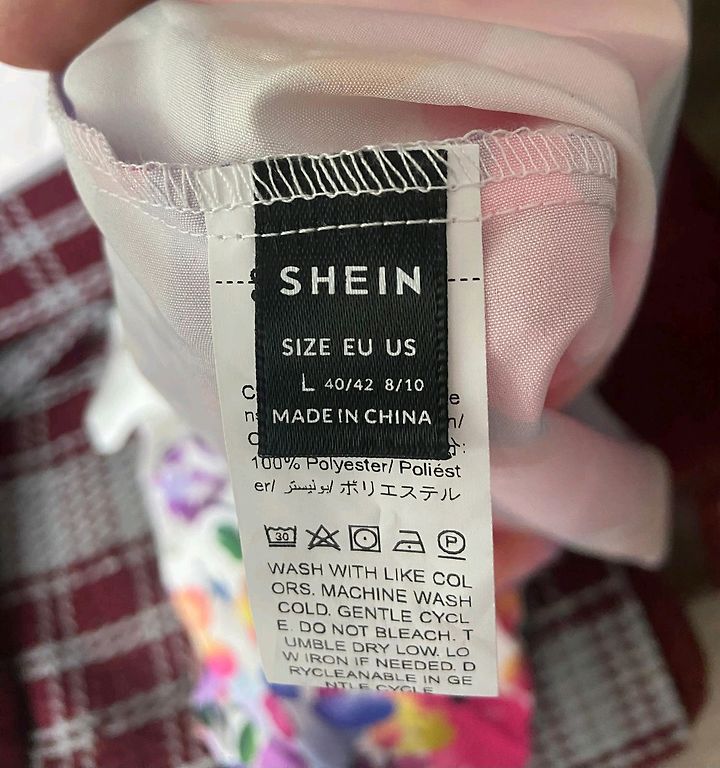 SHEIN
SIZE EU US
L 40/42 8/10
MADE IN CHINA
100% Polyester/ Poliést
er/ بوليستر/ ポリエステル
30
P
WASH WITH LIKE COL
ORS. MACHINE WASH
COLD. GENTLE CYCL
E. DO NOT BLEACH. T
UMBLE DRY LOW. LO
W IRON IF NEEDED. D
RYCLEANABLE IN GE
NTLE CYCLE